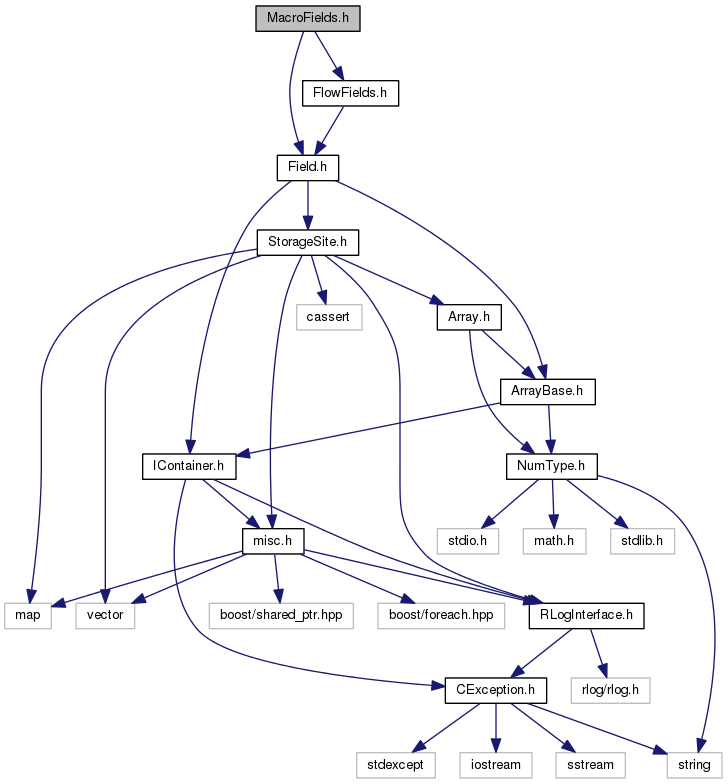 MacroFields.h
FlowFields.h
Field.h
StorageSite.h
cassert
Array.h
ArrayBase.h
IContainer.h
NumType.h
misc.h
stdio.h
math.h
stdlib.h
map
vector
boost/shared_ptr.hpp
boost/foreach.hpp
RLogInterface.h
CException.h
rlog/rlog.h
stdexcept
iostream
sstream
string